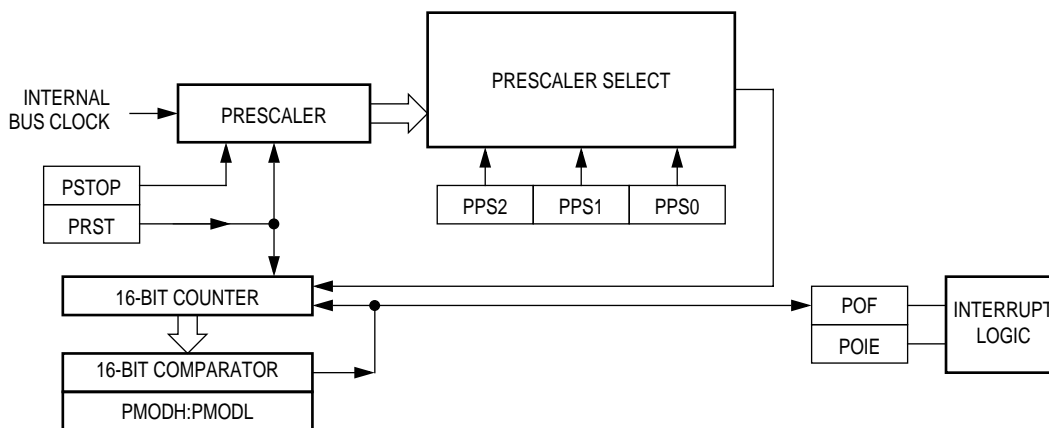 PRESCALER SELECT
INTERNAL
BUS CLOCK
PRESCALER
PSTOP
PRST
PPS2 PPS1 PPS0
16-BIT COUNTER
POF
POIE
INTERRUPT
LOGIC
16-BIT COMPARATOR
PMODH:PMODL